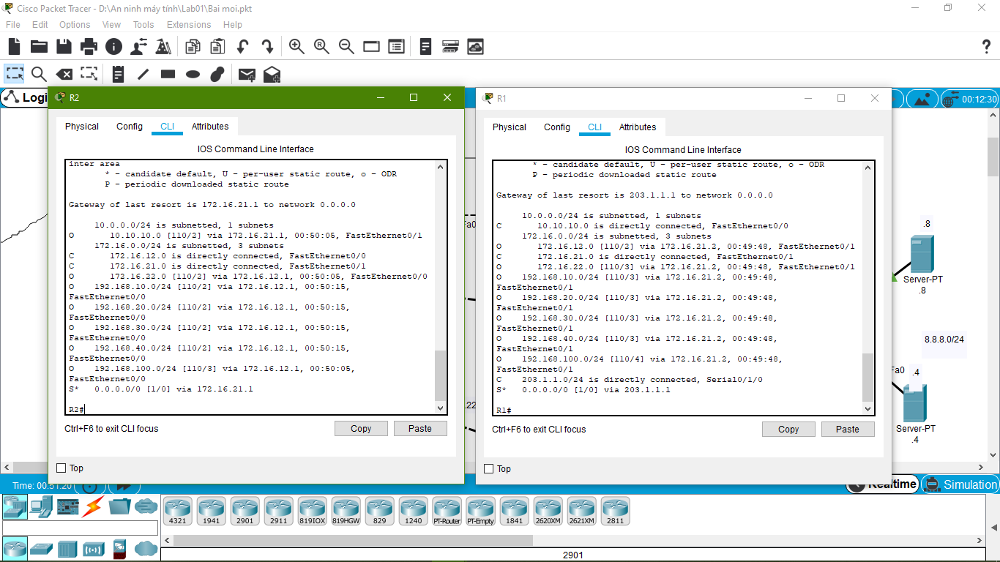 Cisco Packet Tracer - D:\An ninh máy tính\Lab01\Bai moi.pkt
File Edit Options View Tools Extensions Help
Logi
00:12:30
R2
Physical Config CLI Attributes
IOS Command Line Interface
inter area
* - candidate default, U - per-user static route, o - ODR
P - periodic downloaded static route
Gateway of last resort is 172.16.21.1 to network 0.0.0.0
10.0.0.0/24 is subnetted, 1 subnets
O 10.10.10.0 [110/2] via 172.16.21.1, 00:50:05, FastEthernet0/1
172.16.0.0/24 is subnetted, 3 subnets
C 172.16.12.0 is directly connected, FastEthernet0/0
C 172.16.21.0 is directly connected, FastEthernet0/1
O 172.16.22.0 [110/2] via 172.16.12.1, 00:50:05, FastEthernet0/0
O 192.168.10.0/24 [110/2] via 172.16.12.1, 00:50:15,
FastEthernet0/0
O 192.168.20.0/24 [110/2] via 172.16.12.1, 00:50:15,
FastEthernet0/0
O 192.168.30.0/24 [110/2] via 172.16.12.1, 00:50:15,
FastEthernet0/0
O 192.168.40.0/24 [110/2] via 172.16.12.1, 00:50:15,
FastEthernet0/0
O 192.168.100.0/24 [110/3] via 172.16.12.1, 00:50:05,
FastEthernet0/0
S* 0.0.0.0/0 [1/0] via 172.16.21.1
R2#
Ctrl+F6 to exit CLI focus
Copy Paste
Top
R1
Physical Config CLI Attributes
IOS Command Line Interface
* - candidate default, U - per-user static route, o - ODR
P - periodic downloaded static route
Gateway of last resort is 203.1.1.1 to network 0.0.0.0
10.0.0.0/24 is subnetted, 1 subnets
C 10.10.10.0 is directly connected, FastEthernet0/0
172.16.0.0/24 is subnetted, 3 subnets
O 172.16.12.0 [110/2] via 172.16.21.2, 00:49:48, FastEthernet0/1
C 172.16.21.0 is directly connected, FastEthernet0/1
O 172.16.22.0 [110/3] via 172.16.21.2, 00:49:48, FastEthernet0/1
O 192.168.10.0/24 [110/3] via 172.16.21.2, 00:49:48,
FastEthernet0/1
O 192.168.20.0/24 [110/3] via 172.16.21.2, 00:49:48,
FastEthernet0/1
O 192.168.30.0/24 [110/3] via 172.16.21.2, 00:49:48,
FastEthernet0/1
O 192.168.40.0/24 [110/3] via 172.16.21.2, 00:49:48,
FastEthernet0/1
O 192.168.100.0/24 [110/4] via 172.16.21.2, 00:49:48,
FastEthernet0/1
C 203.1.1.0/24 is directly connected, Serial0/1/0
S* 0.0.0.0/0 [1/0] via 203.1.1.1
R1#
Ctrl+F6 to exit CLI focus
Copy Paste
Top
Fa0
.22
.8
Server-PT
.8
8.8.8.0/24
Fa0 .4
Server-PT
.4
Time: 00:51:20
Realtime Simulation
4321 1941 2901 2911 819IOX 819HGW 829 1240 PT-Router PT-Empty 1841 2620XM 2621XM 2811
2901